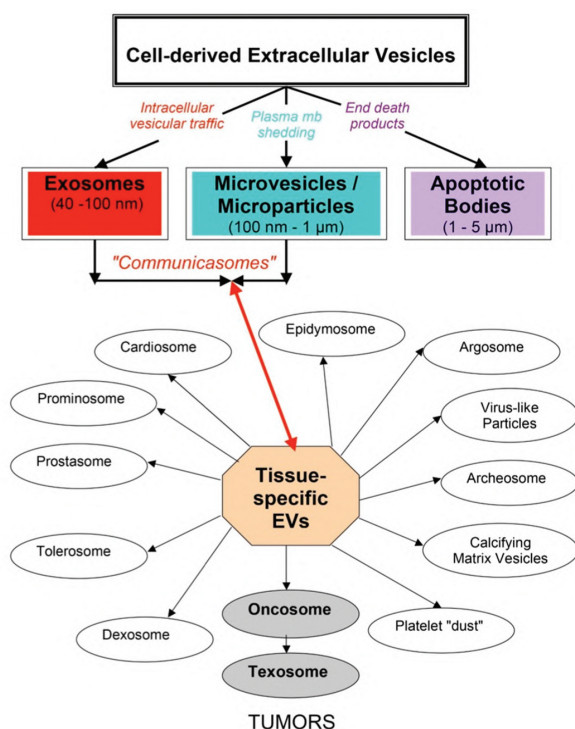 Cell-derived Extracellular Vesicles
Intracellular
vesicular traffic
Plasma mb
shedding
End death
products
Exosomes
(40 -100 nm)
Microvesicles /
Microparticles
(100 nm - 1 µm)
Apoptotic
Bodies
(1 - 5 µm)
"Communicasomes"
Epidymosome
Cardiosome
Argosome
Prominosome
Virus-like
Particles
Prostasome
Tissue-
specific
EVs
Archeosome
Tolerosome
Calcifying
Matrix Vesicles
Dexosome
Oncosome
Platelet "dust"
Texosome
TUMORS